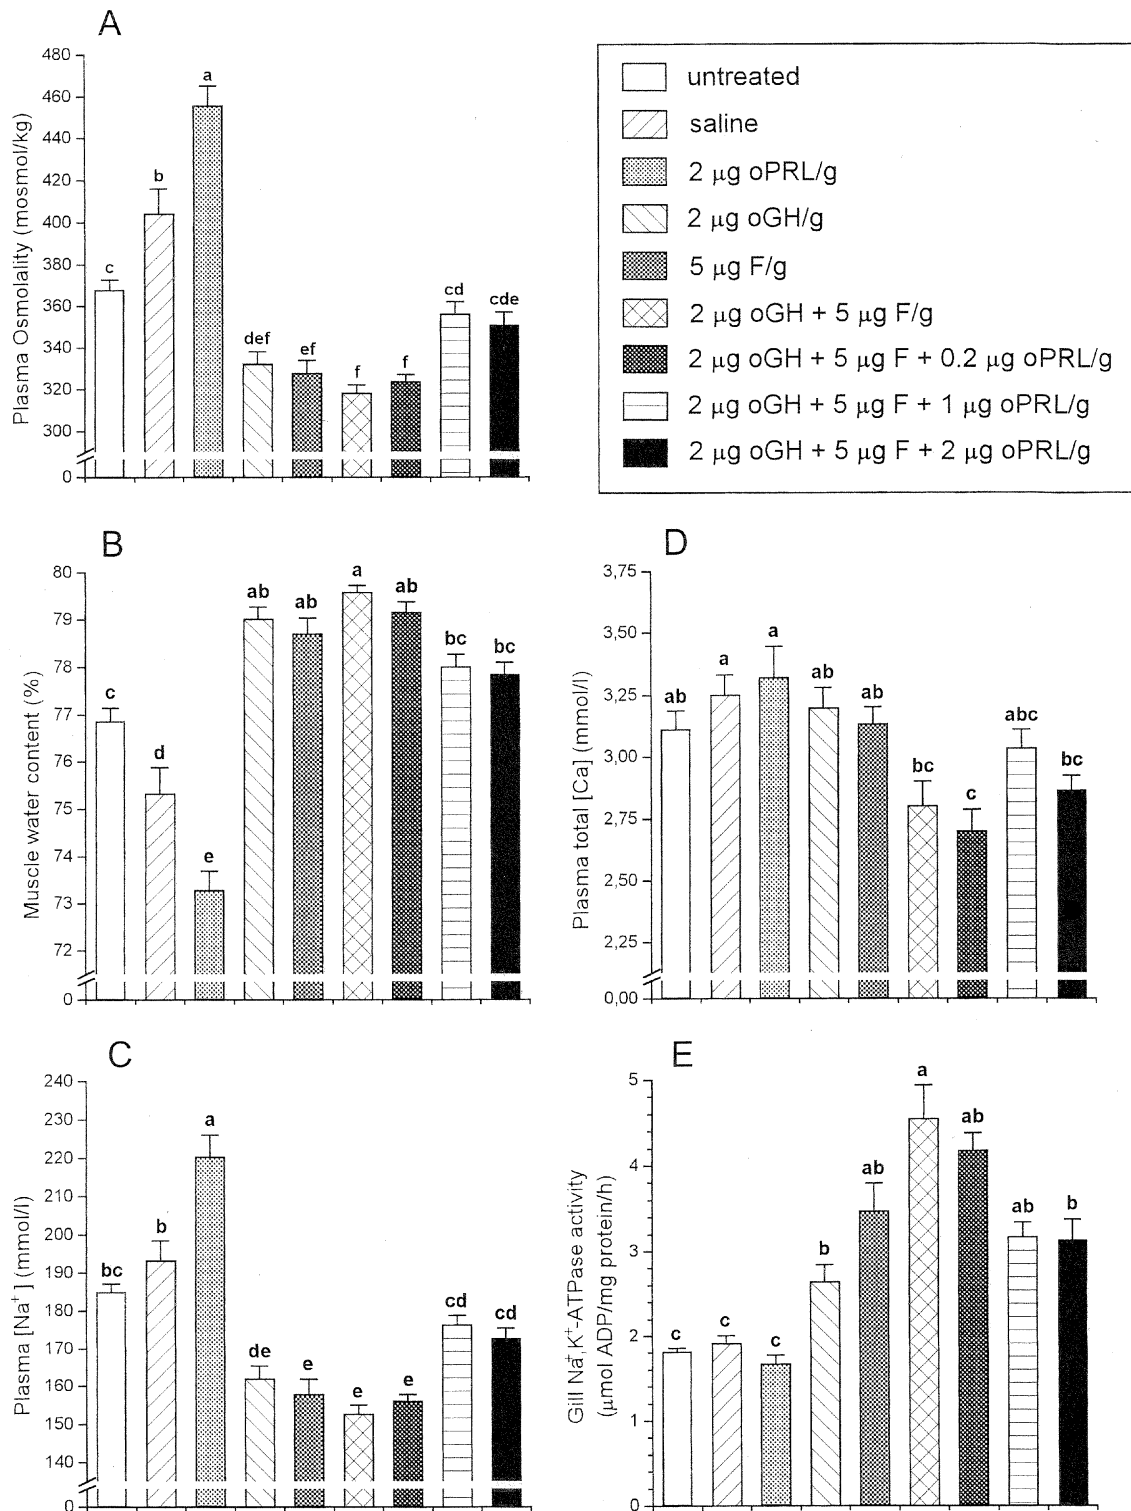 A
480
460
440
420
400
380
360
340
320
300
0
Plasma Osmolality (mosmol/kg)
c
b
a
def
ef
f
f
cd
cde
untreated
saline
2 µg oPRL/g
2 µg oGH/g
5 µg F/g
2 µg oGH + 5 µg F/g
2 µg oGH + 5 µg F + 0.2 µg oPRL/g
2 µg oGH + 5 µg F + 1 µg oPRL/g
2 µg oGH + 5 µg F + 2 µg oPRL/g
B
80
79
78
77
76
75
74
73
72
0
Muscle water content (%)
c
d
e
ab
ab
a
ab
bc
bc
D
3,75
3,50
3,25
3,00
2,75
2,50
2,25
0,00
Plasma total [Ca] (mmol/l)
ab
a
a
ab
ab
bc
c
abc
bc
C
240
230
220
210
200
190
180
170
160
150
140
0
Plasma [Na⁺] (mmol/l)
bc
b
a
de
e
e
e
cd
cd
E
5
4
3
2
1
0
Gill Na⁺,K⁺-ATPase activity
(µmol ADP/mg protein/h)
c
c
c
b
ab
a
ab
ab
b